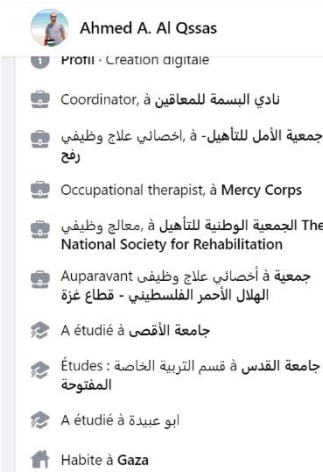 Ahmed A. Al Qssas
Profil · Création digitale
Coordinator, à نادي البسمة للمعاقين
اخصائي علاج وظيفي, à جمعية الأمل للتأهيل-
رفح
Occupational therapist, à Mercy Corps
معالج وظيفي, à الجمعية الوطنية للتأهيل The
National Society for Rehabilitation
Auparavant أخصائي علاج وظيفى à جمعية
الهلال الأحمر الفلسطيني - قطاع غزة
A étudié à جامعة الأقصى
Études : قسم التربية الخاصة à جامعة القدس
المفتوحة
A étudié à ابو عبيدة
Habite à Gaza